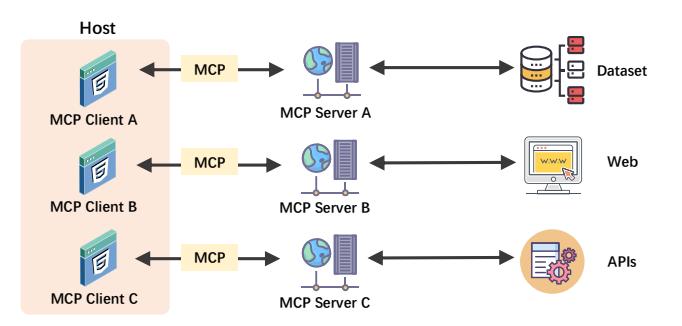 Host
MCP
MCP Client A
MCP Server A
Dataset
MCP
MCP Client B
MCP Server B
W.W.W
Web
MCP
MCP Client C
MCP Server C
APIs